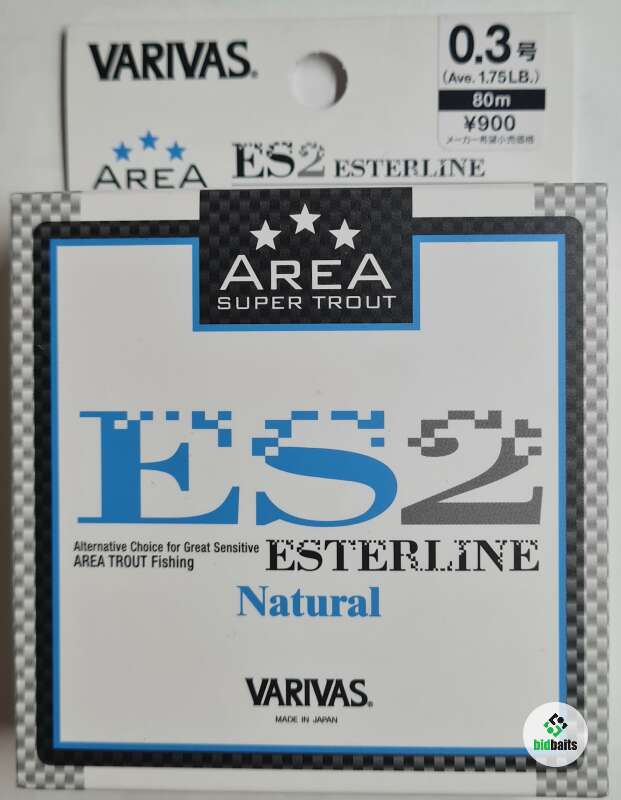 VARIVAS®
0.3号
(Ave. 1.75LB.)
80m
¥900
メーカー希望小売価格
AREA
ES2 ESTERLINE
AREA
SUPER TROUT
ES2
Alternative Choice for Great Sensitive
AREA TROUT Fishing
ESTERLINE
Natural
VARIVAS®
MADE IN JAPAN
bidbaits